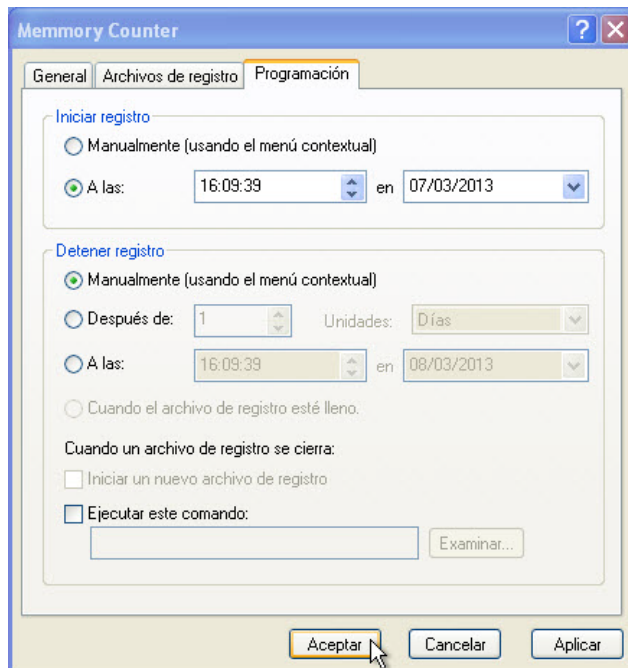 Memmory Counter
General Archivos de registro Programación
Iniciar registro
Manualmente (usando el menú contextual)
A las: 16:09:39 en 07/03/2013
Detener registro
Manualmente (usando el menú contextual)
Después de: 1 Unidades: Días
A las: 16:09:39 en 08/03/2013
Cuando el archivo de registro esté lleno.
Cuando un archivo de registro se cierra:
Iniciar un nuevo archivo de registro
Ejecutar este comando:
Examinar...
Aceptar Cancelar Aplicar